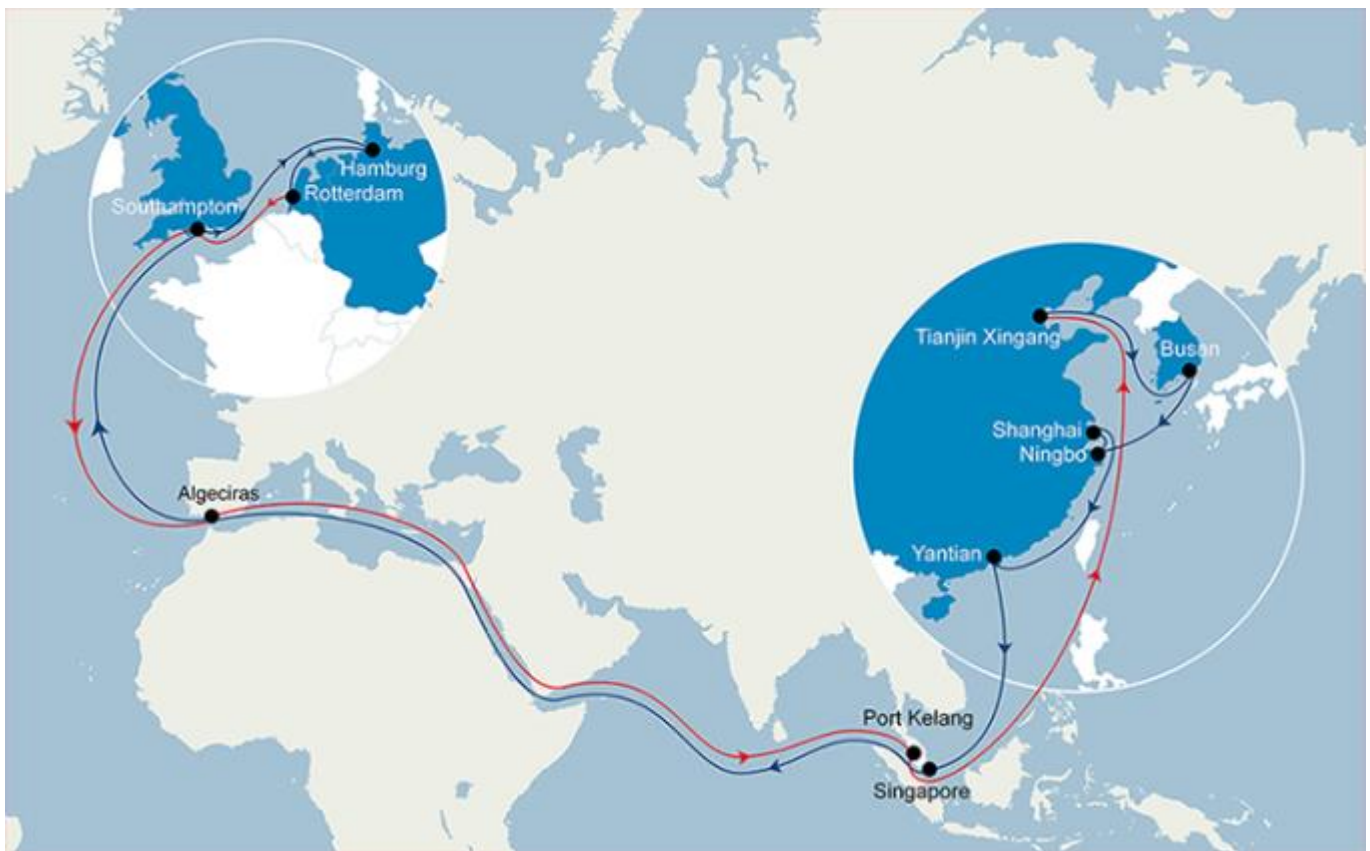 Hamburg
Rotterdam
Southampton
Tianjin Xingang
Busan
Shanghai
Ningbo
Algeciras
Yantian
Port Kelang
Singapore